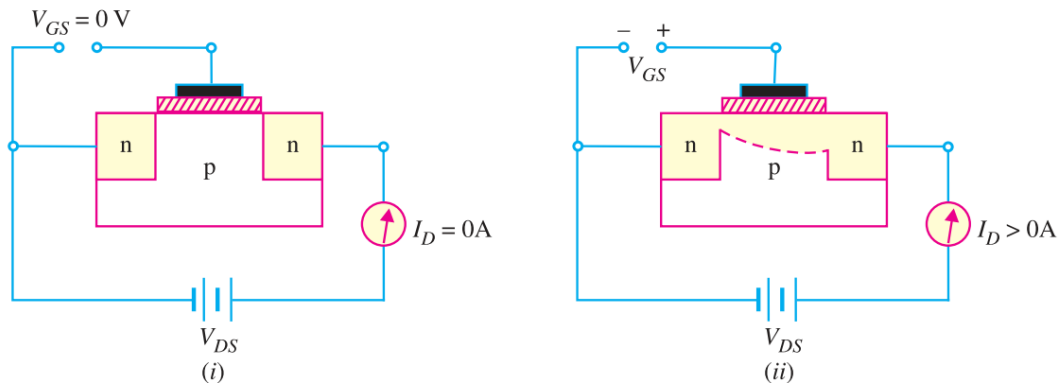 V_GS = 0 V
n
n
p
I_D = 0A
V_DS
(i)
– +
V_GS
n
n
p
I_D > 0A
V_DS
(ii)